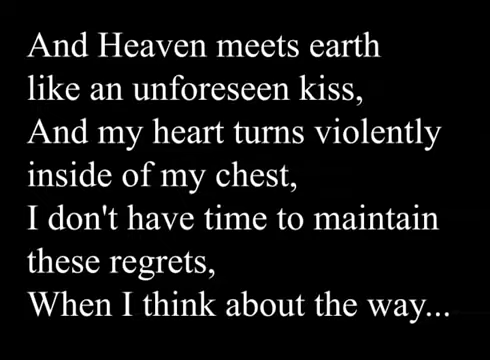 And Heaven meets earth
like an unforeseen kiss,
And my heart turns violently
inside of my chest,
I don't have time to maintain
these regrets,
When I think about the way...